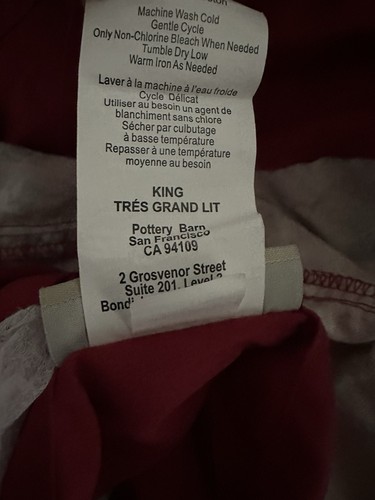 Machine Wash Cold
Gentle Cycle
Only Non-Chlorine Bleach When Needed
Tumble Dry Low
Warm Iron As Needed
Laver à la machine à l'eau froide
Cycle Délicat
Utiliser au besoin un agent de
blanchiment sans chlore
Sécher par culbutage
à basse température
Repasser à une température
moyenne au besoin
KING
TRÉS GRAND LIT
Pottery Barn
San Francisco
CA 94109
2 Grosvenor Street
Suite 201, Level 2